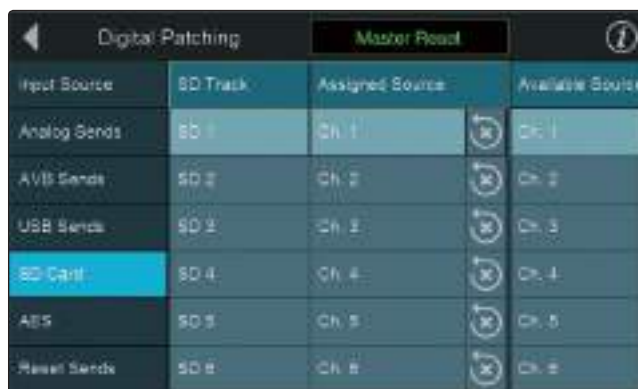 Digital Patching Master Reset
Input Source SD Track Assigned Source Available Source
Analog Sends SD 1 Ch. 1 Ch. 1
AVB Sends SD 2 Ch. 2 Ch. 2
USB Sends SD 3 Ch. 3 Ch. 3
SD Card SD 4 Ch. 4 Ch. 4
AES SD 5 Ch. 5 Ch. 5
Reset Sends SD 6 Ch. 6 Ch. 6